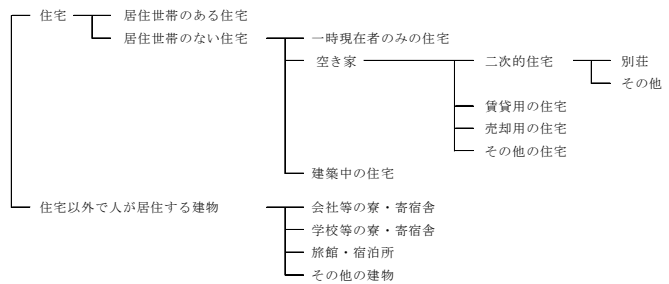 住宅 居住世帯のある住宅
居住世帯のない住宅 一時現在者のみの住宅
空き家 二次的住宅 別荘
その他
賃貸用の住宅
売却用の住宅
その他の住宅
建築中の住宅
住宅以外で人が居住する建物 会社等の寮・寄宿舎
学校等の寮・寄宿舎
旅館・宿泊所
その他の建物